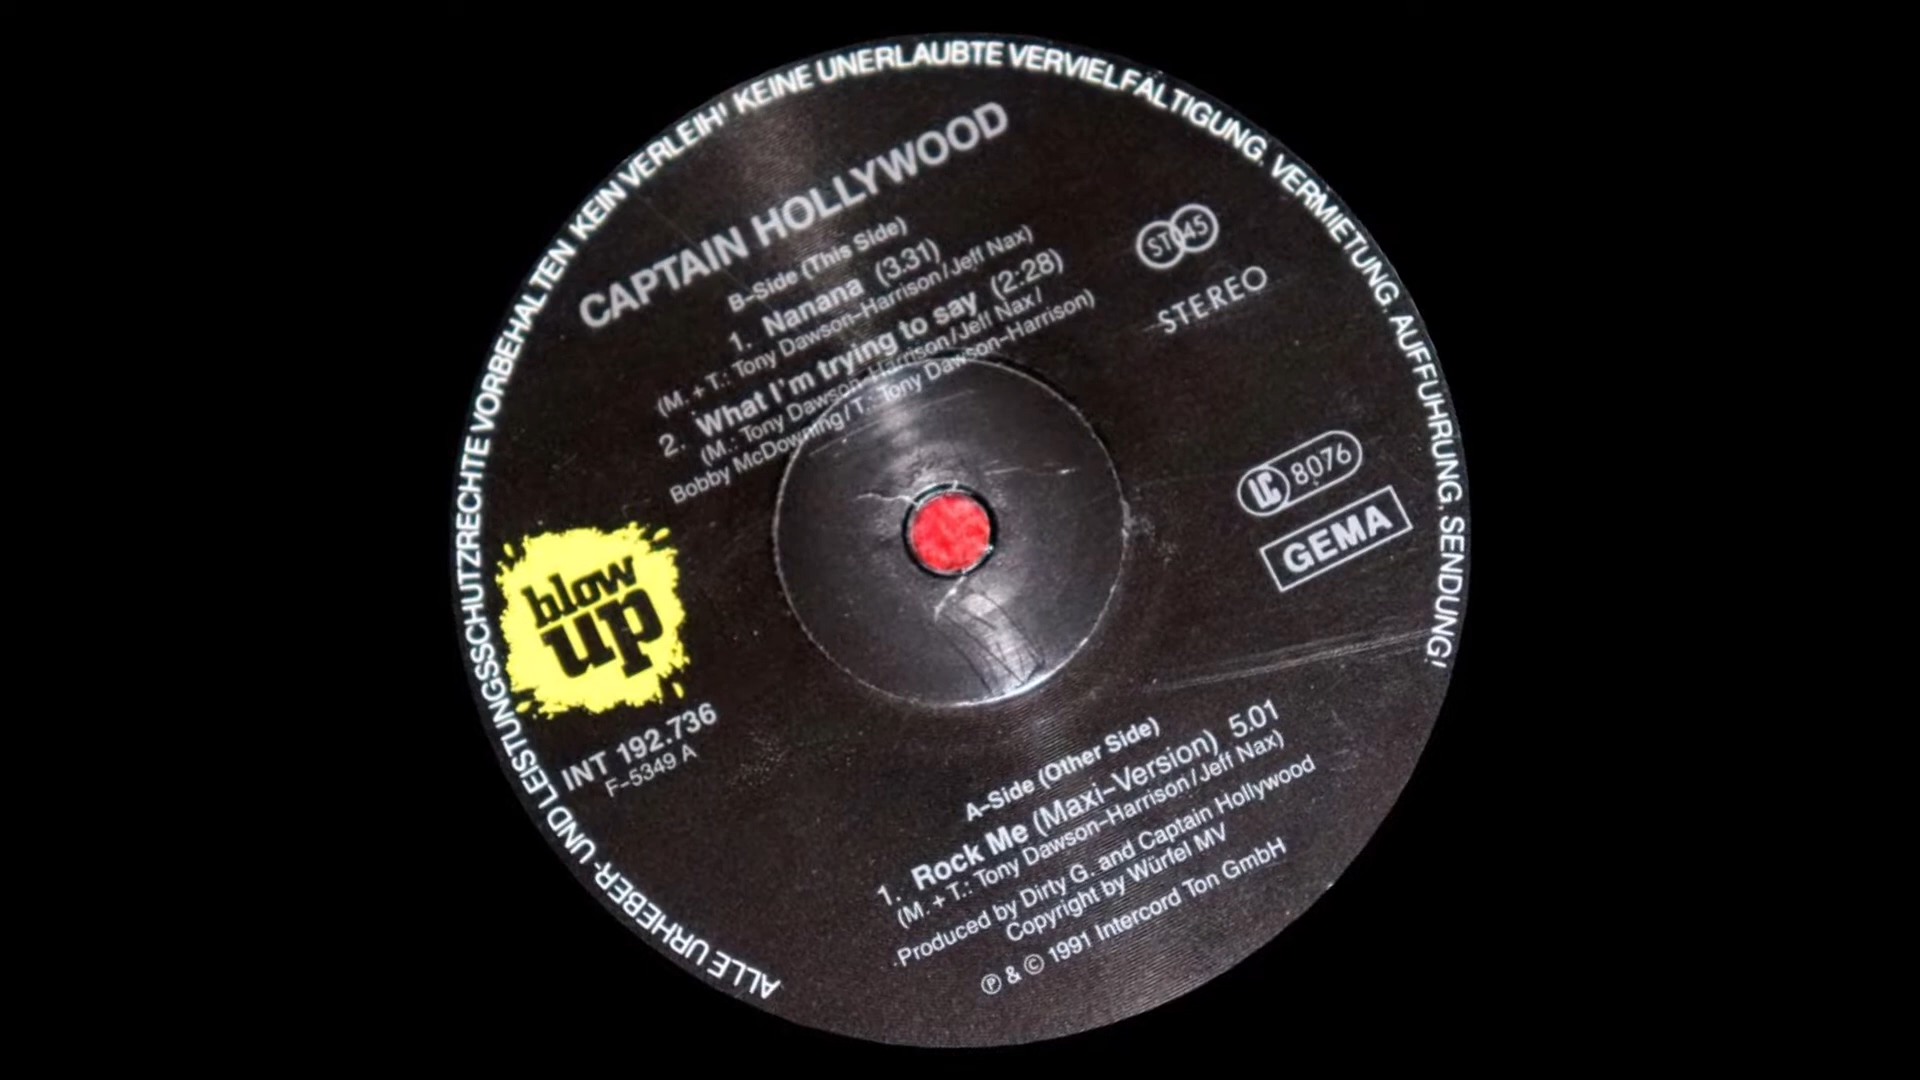 ALLE URHEBER- UND LEISTUNGSSCHUTZRECHTE VORBEHALTEN KEIN VERLEIH! KEINE UNERLAUBTE VERVIELFÄLTIGUNG, VERMIETUNG, AUFFÜHRUNG, SENDUNG!
CAPTAIN HOLLYWOOD
B-Side (This Side)
1. Nanana (3.31)
(M. + T.: Tony Dawson-Harrison/Jeff Nax)
2. What I'm trying to say (2:28)
(M.: Tony Dawson-Harrison/Jeff Nax/
Bobby McDowning/T.: Tony Dawson-Harrison)
ST045
STEREO
LC 8076
GEMA
blow
up
INT 192.736
F-5349 A
A-Side (Other Side)
1. Rock Me (Maxi-Version) 5.01
(M. + T.: Tony Dawson-Harrison/Jeff Nax)
Produced by Dirty G. and Captain Hollywood
Copyright by Würfel MV
℗ & © 1991 Intercord Ton GmbH